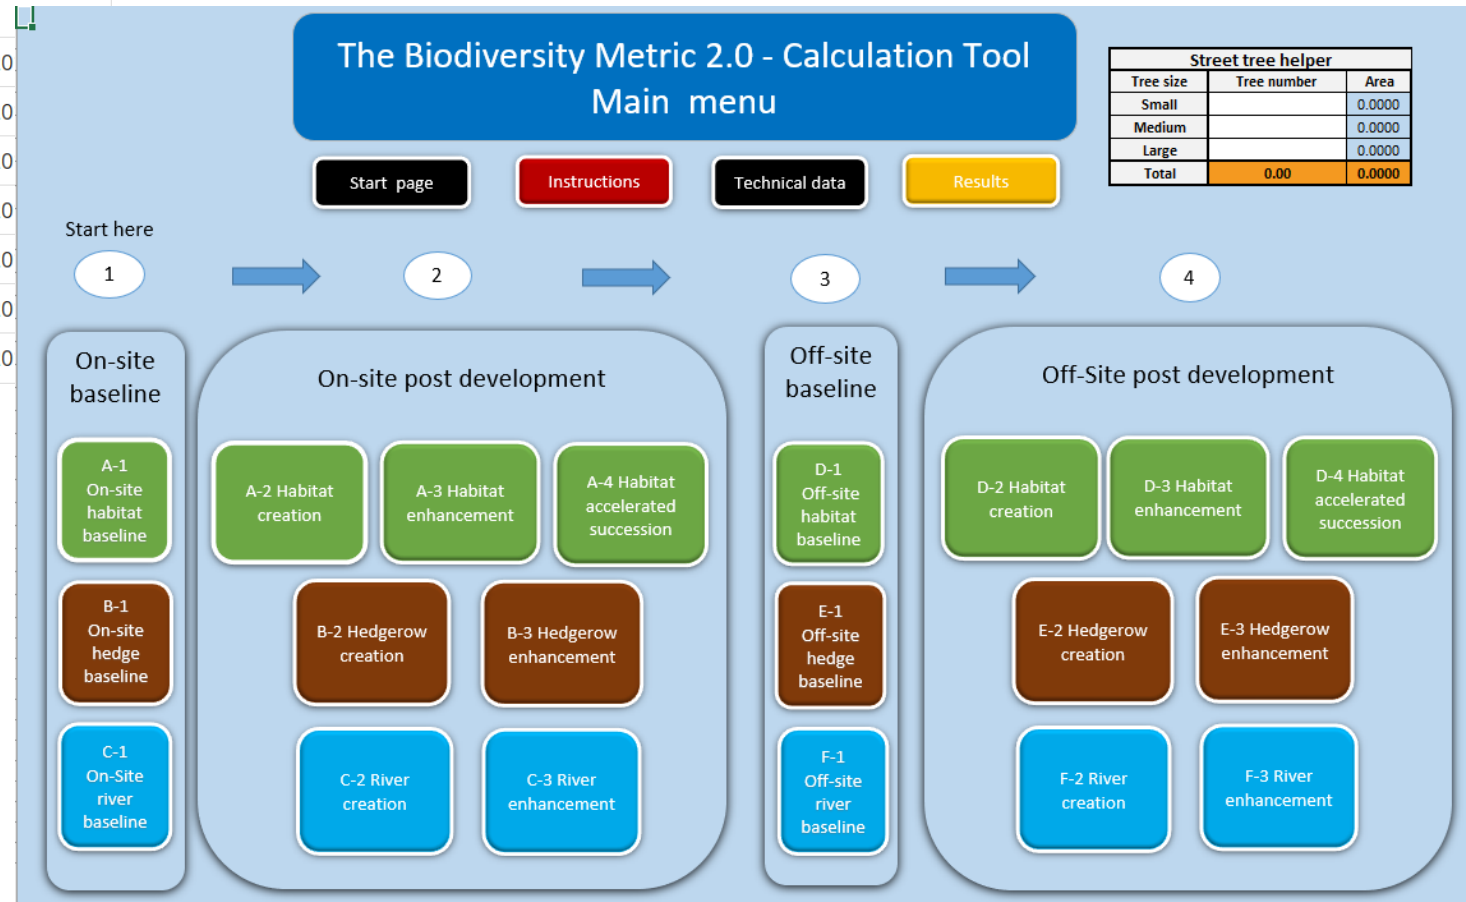 The Biodiversity Metric 2.0 - Calculation Tool
Main menu
Street tree helper
Tree size Tree number Area
Small 0.0000
Medium 0.0000
Large 0.0000
Total 0.00 0.0000
Start page
Instructions
Technical data
Results
Start here
1
2
3
4
On-site
baseline
A-1
On-site
habitat
baseline
B-1
On-site
hedge
baseline
C-1
On-Site
river
baseline
On-site post development
A-2 Habitat
creation
A-3 Habitat
enhancement
A-4 Habitat
accelerated
succession
B-2 Hedgerow
creation
B-3 Hedgerow
enhancement
C-2 River
creation
C-3 River
enhancement
Off-site
baseline
D-1
Off-site
habitat
baseline
E-1
Off-site
hedge
baseline
F-1
Off-site
river
baseline
Off-Site post development
D-2 Habitat
creation
D-3 Habitat
enhancement
D-4 Habitat
accelerated
succession
E-2 Hedgerow
creation
E-3 Hedgerow
enhancement
F-2 River
creation
F-3 River
enhancement